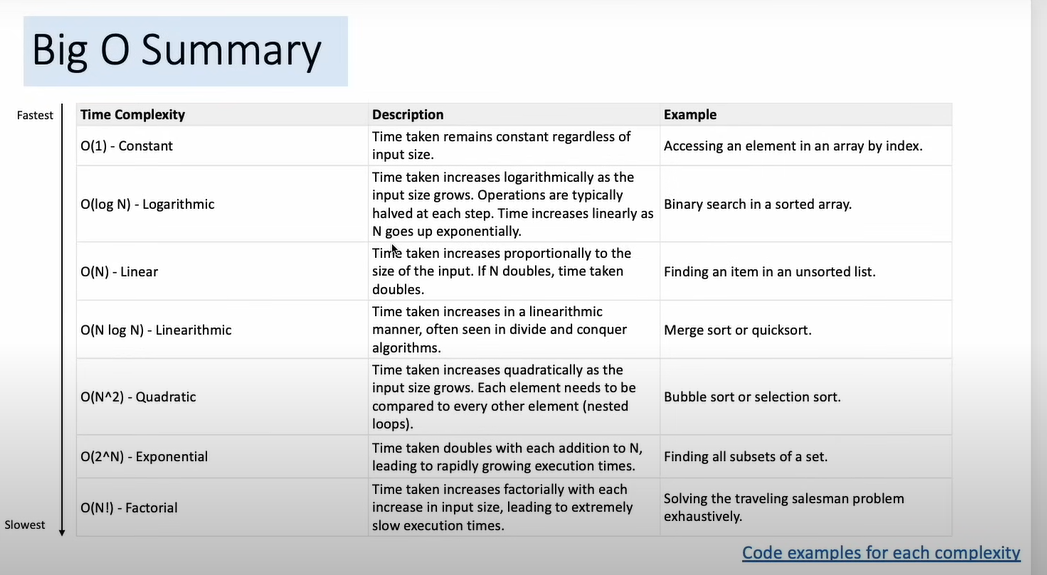 Big O Summary
Fastest
Time Complexity Description Example
O(1) - Constant
Time taken remains constant regardless of
input size.
Accessing an element in an array by index.
O(log N) - Logarithmic
Time taken increases logarithmically as the
input size grows. Operations are typically
halved at each step. Time increases linearly as
N goes up exponentially.
Binary search in a sorted array.
O(N) - Linear
Time taken increases proportionally to the
size of the input. If N doubles, time taken
doubles.
Finding an item in an unsorted list.
O(N log N) - Linearithmic
Time taken increases in a linearithmic
manner, often seen in divide and conquer
algorithms.
Merge sort or quicksort.
O(N^2) - Quadratic
Time taken increases quadratically as the
input size grows. Each element needs to be
compared to every other element (nested
loops).
Bubble sort or selection sort.
O(2^N) - Exponential
Time taken doubles with each addition to N,
leading to rapidly growing execution times.
Finding all subsets of a set.
O(N!) - Factorial
Time taken increases factorially with each
increase in input size, leading to extremely
slow execution times.
Solving the traveling salesman problem
exhaustively.
Slowest
Code examples for each complexity